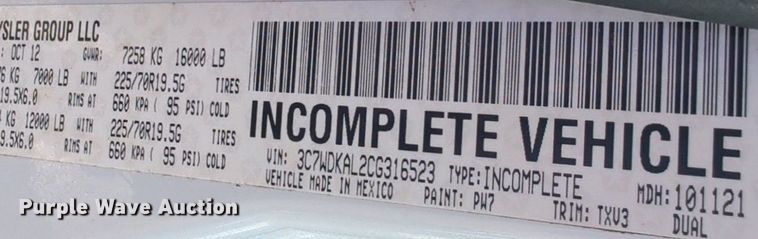 YSLER GROUP LLC
OCT 12 GVWR: 7258 KG 16000 LB
KG 7000 LB WITH 225/70R19.5G TIRES
19.5X6.0 RIMS AT 660 KPA ( 95 PSI) COLD
KG 12000 LB WITH 225/70R19.5G TIRES
9.5X6.0 RIMS AT 660 KPA ( 95 PSI) COLD
INCOMPLETE VEHICLE
VIN: 3C7WDKAL2CG316523 TYPE: INCOMPLETE MDH: 101121
VEHICLE MADE IN MEXICO PAINT: PW7 TRIM: TXV3 DUAL
Purple Wave Auction